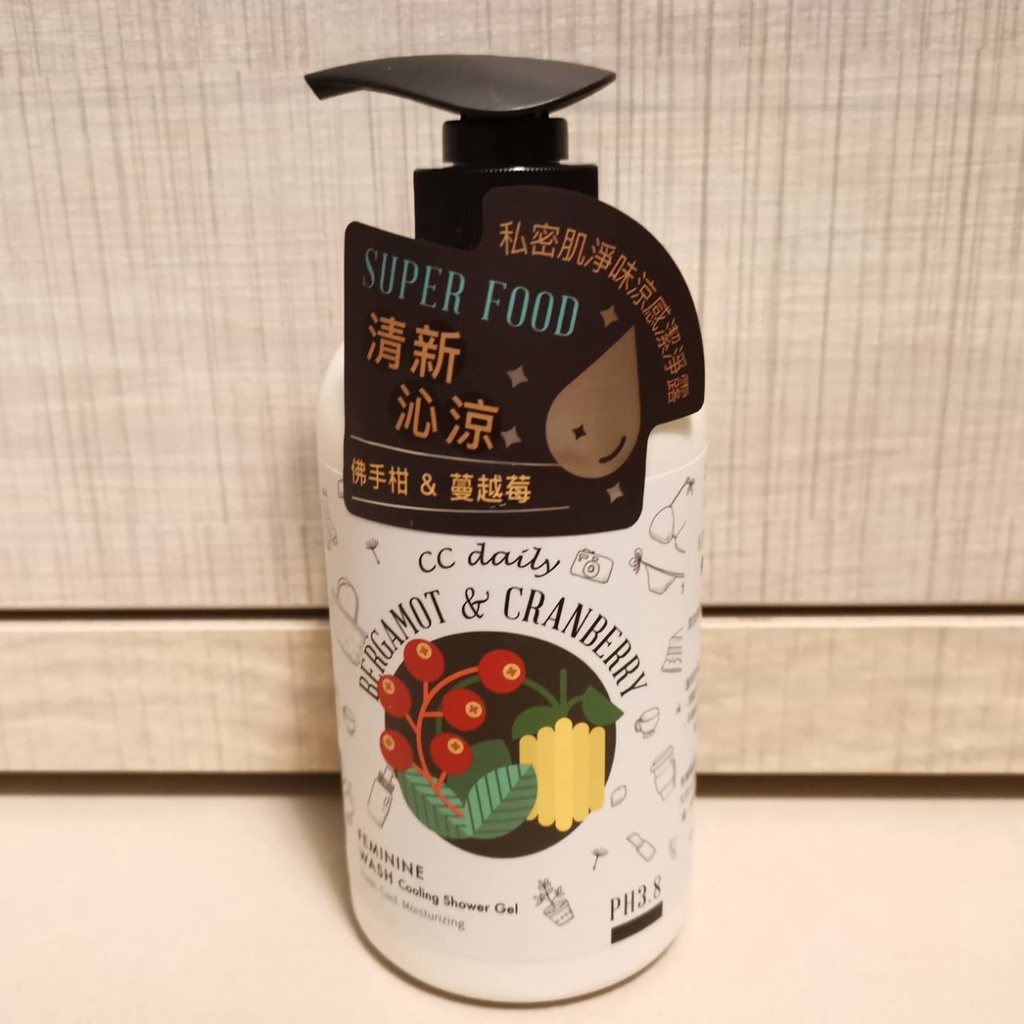 私密肌淨味涼感潔淨露
SUPER FOOD
清新
沁涼
佛手柑 & 蔓越莓
CC daily
BERGAMOT & CRANBERRY
FEMININE
WASH Cooling Shower Gel
Cool Moisturizing
PH3.8